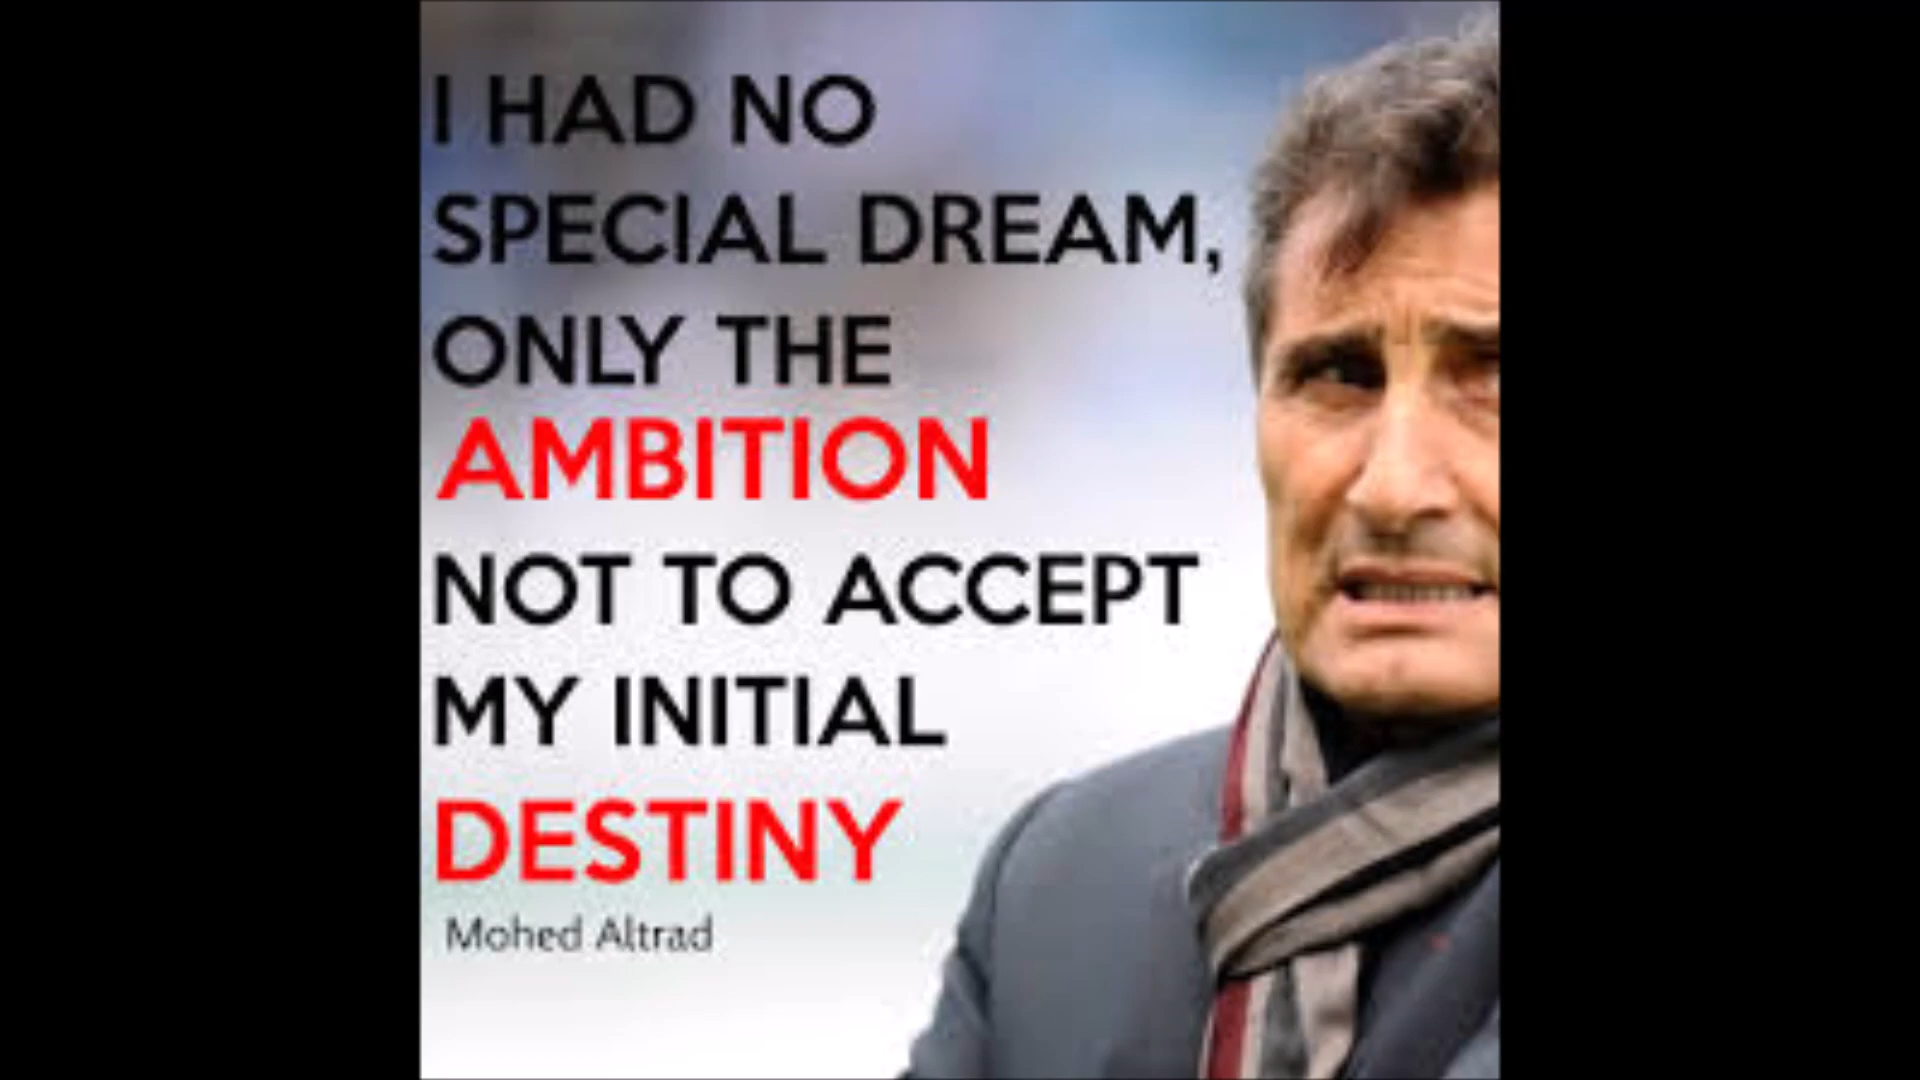 I HAD NO
SPECIAL DREAM,
ONLY THE
AMBITION
NOT TO ACCEPT
MY INITIAL
DESTINY
Mohed Altrad